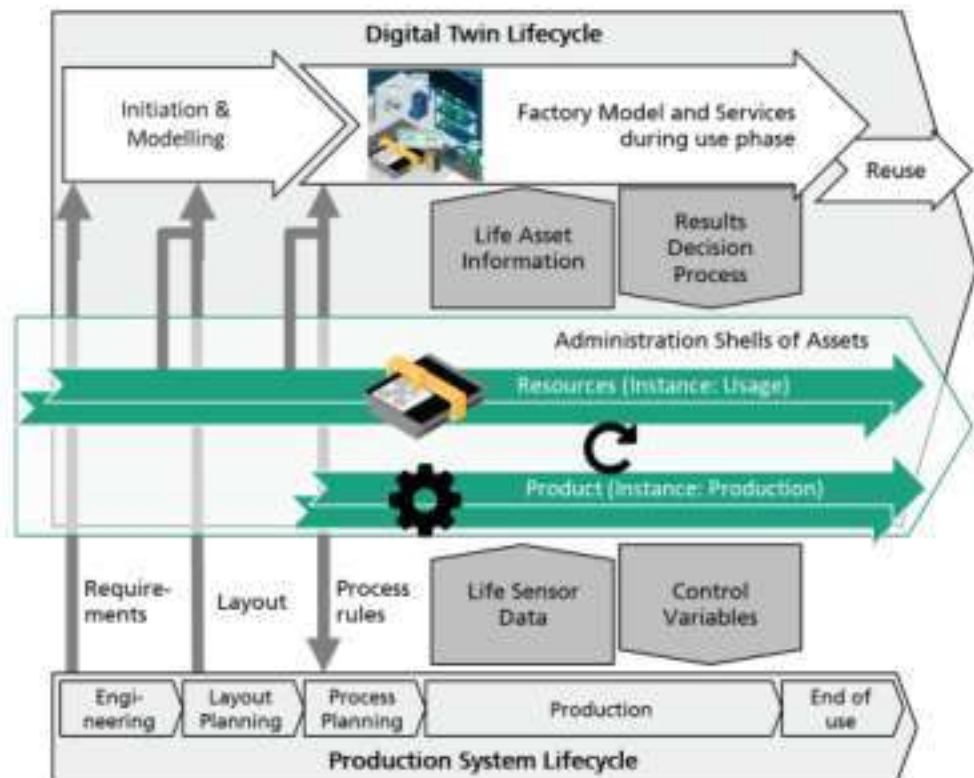 Digital Twin Lifecycle
Initiation &
Modelling
Factory Model and Services
during use phase
Reuse
Life Asset
Information
Results
Decision
Process
Administration Shells of Assets
Resources (Instance: Usage)
Product (Instance: Production)
Require-
ments
Layout
Process
rules
Life Sensor
Data
Control
Variables
Engi-
neering
Layout
Planning
Process
Planning
Production
End of
use
Production System Lifecycle